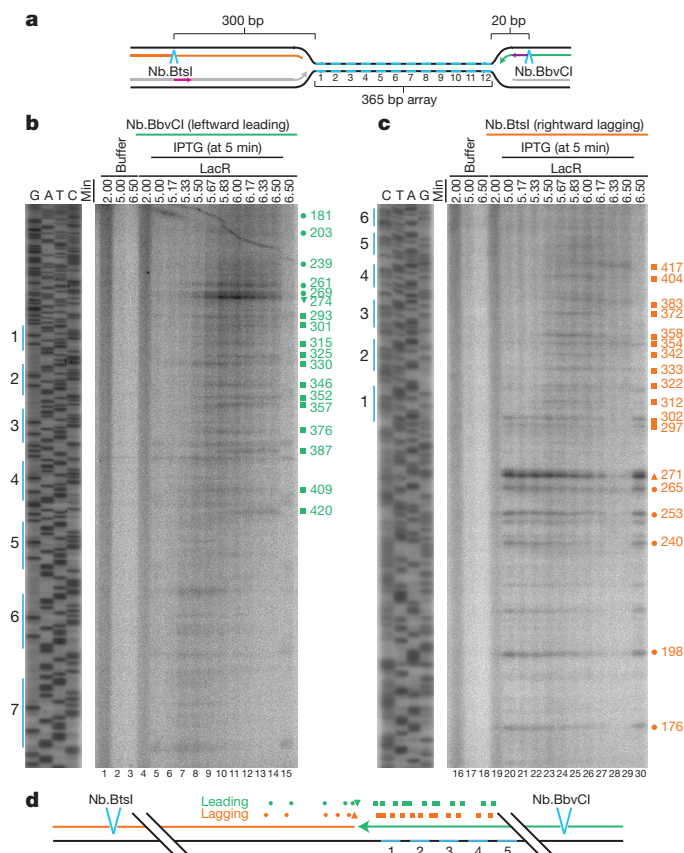 a
300 bp
20 bp
Nb.BtsI
Nb.BbvCI
1 2 3 4 5 6 7 8 9 10 11 12
365 bp array
b
Nb.BbvCI (leftward leading)
Buffer
IPTG (at 5 min)
LacR
G A T C
Min
2.00 5.00 6.50 2.00 5.00 5.17 5.33 5.50 5.67 5.83 6.00 6.17 6.33 6.50 6.50
181
203
239
261
269
274
293
301
315
325
330
346
352
357
376
387
409
420
1
2
3
4
5
6
7
1 2 3 4 5 6 7 8 9 10 11 12 13 14 15
c
Nb.BtsI (rightward lagging)
Buffer
IPTG (at 5 min)
LacR
C T A G
Min
2.00 5.00 6.50 2.00 5.00 5.17 5.33 5.50 5.67 5.83 6.00 6.17 6.33 6.50 6.50
6
5
4
3
2
1
417
404
383
372
358
354
342
333
322
312
302
297
271
265
253
240
198
176
16 17 18 19 20 21 22 23 24 25 26 27 28 29 30
d
Nb.BtsI
Leading
Lagging
Nb.BbvCI
1 2 3 4 5